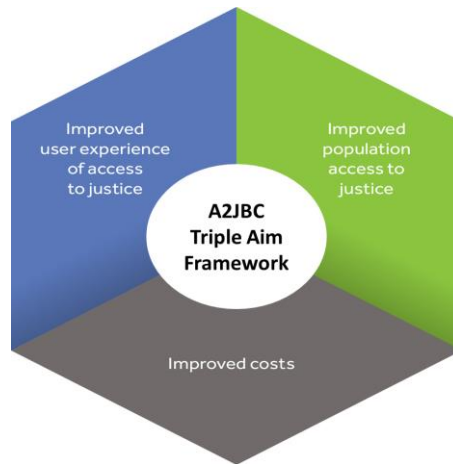 Improved
user experience
of access
to justice
Improved
population
access to
justice
A2JBC
Triple Aim
Framework
Improved costs